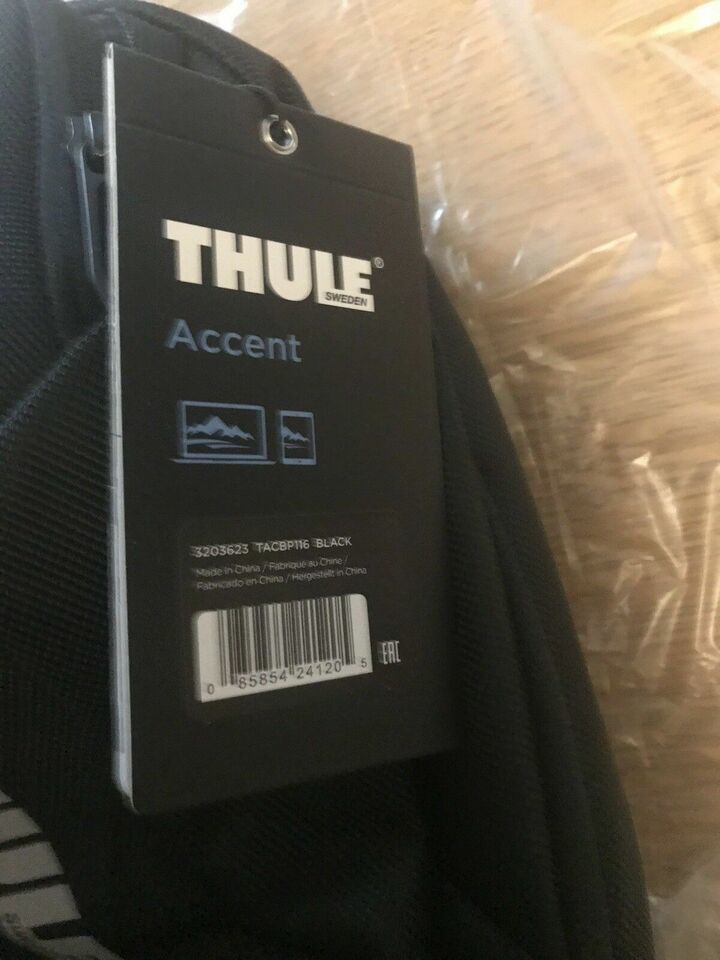 THULE®
SWEDEN
Accent
3203623 TACBP116 BLACK
Made in China / Fabriqué au Chine /
Fabricado en China / Hergestellt in China
0 85854 24120 5
EAC